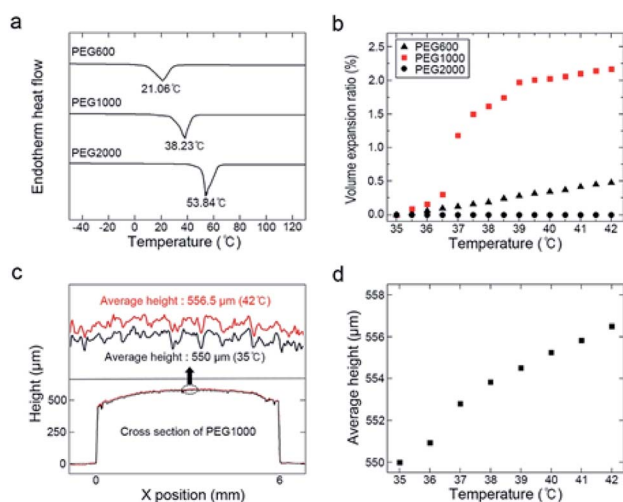 a
PEG600
21.06℃
PEG1000
38.23℃
PEG2000
53.84℃
Endotherm heat flow
-40 -20 0 20 40 60 80 100 120
Temperature (℃)
b
PEG600
PEG1000
PEG2000
Volume expansion ratio (%)
2.5
2.0
1.5
1.0
0.5
0.0
35 36 37 38 39 40 41 42
Temperature (℃)
c
Average height : 556.5 μm (42℃)
Average height : 550 μm (35℃)
Height (μm)
500
250
0
Cross section of PEG1000
0 6
X position (mm)
d
Average height (μm)
558
556
554
552
550
35 36 37 38 39 40 41 42
Temperature (℃)